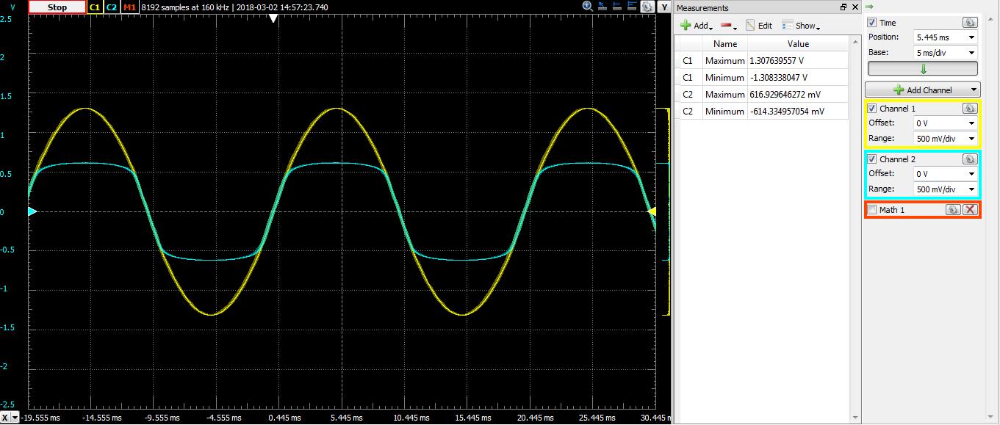 V Stop C1 C2 M1 8192 samples at 160 kHz | 2018-03-02 14:57:23.740 Y
2.5
2
1.5
1
0.5
0
-0.5
-1
-1.5
-2
-2.5
X -19.555 ms -14.555 ms -9.555 ms -4.555 ms 0.445 ms 5.445 ms 10.445 ms 15.445 ms 20.445 ms 25.445 ms 30.445 m
Measurements
Add Edit Show
Name Value
C1 Maximum 1.307639557 V
C1 Minimum -1.308338047 V
C2 Maximum 616.929646272 mV
C2 Minimum -614.334957054 mV
Time
Position: 5.445 ms
Base: 5 ms/div
Add Channel
Channel 1
Offset: 0 V
Range: 500 mV/div
Channel 2
Offset: 0 V
Range: 500 mV/div
Math 1